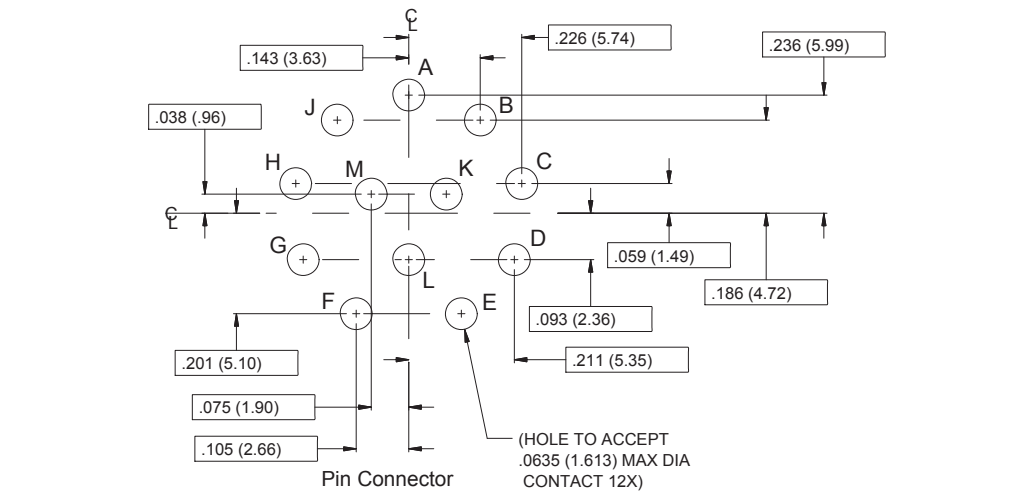 ℄
.226 (5.74)
.236 (5.99)
.143 (3.63)
A
J
B
.038 (.96)
H
M
K
C
℄
G
D
L
.059 (1.49)
.186 (4.72)
F
E
.093 (2.36)
.201 (5.10)
.211 (5.35)
.075 (1.90)
.105 (2.66)
(HOLE TO ACCEPT
.0635 (1.613) MAX DIA
CONTACT 12X)
Pin Connector